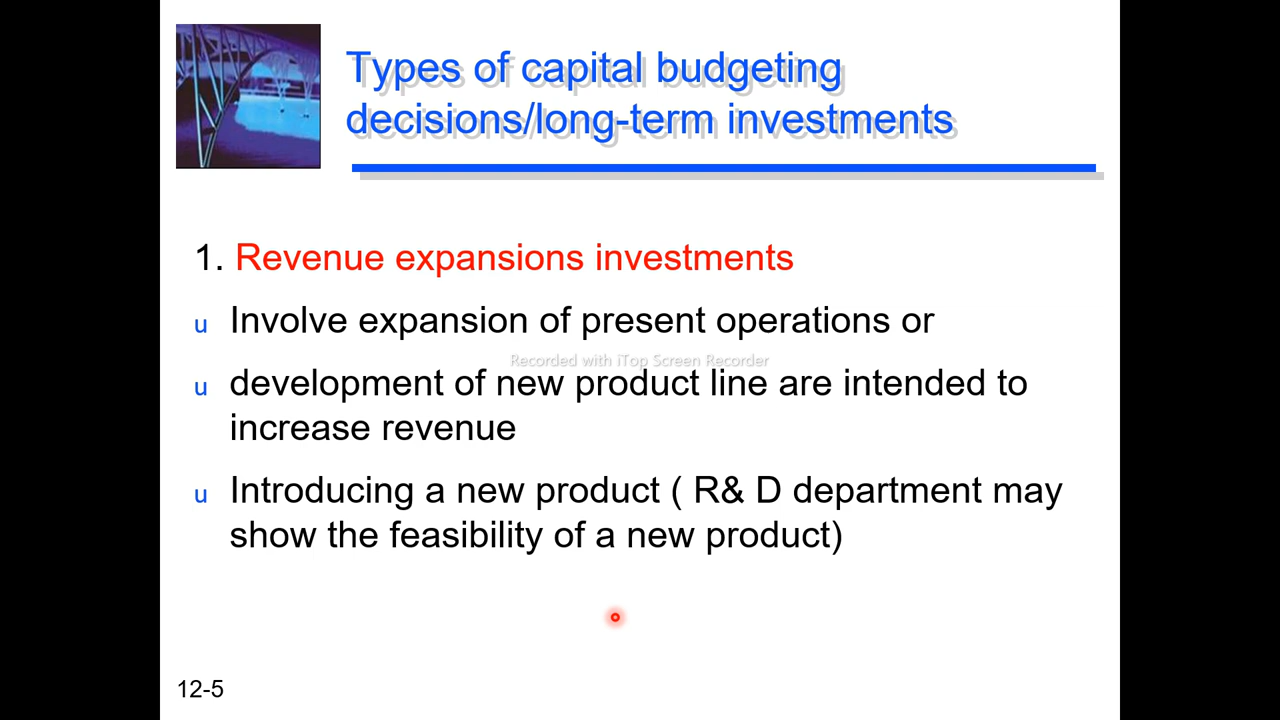 Types of capital budgeting
decisions/long-term investments
1. Revenue expansions investments
u Involve expansion of present operations or
Recorded with iTop Screen Recorder
u development of new product line are intended to
increase revenue
u Introducing a new product ( R& D department may
show the feasibility of a new product)
12-5